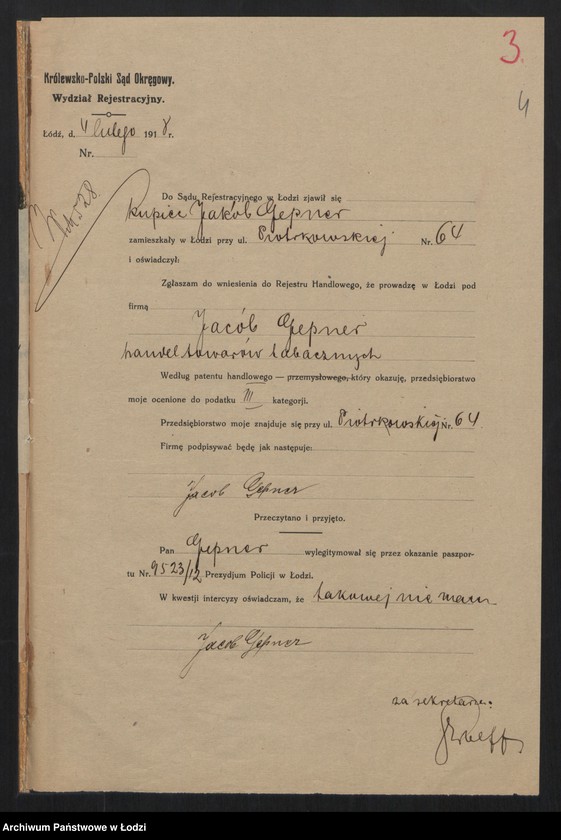 3.
4
Królewsko-Polski Sąd Okręgowy.
Wydział Rejestracyjny.
Łódź, d. 4 lutego 1918 r.
Nr.
528
Do Sądu Rejestracyjnego w Łodzi zjawił się
kupiec Jakób Gepner
zamieszkały w Łodzi przy ul. Piotrkowskiej Nr. 64
i oświadczył:
Zgłaszam do wniesienia do Rejestru Handlowego, że prowadzę w Łodzi pod
firmą
Jacób Gepner
handel towarów tabacznych
Według patentu handlowego — przemysłowego, który okazuję, przedsiębiorstwo
moje ocenione do podatku III kategorji.
Przedsiębiorstwo moje znajduje się przy ul. Piotrkowskiej Nr. 64
Firmę podpisywać będę jak następuje:
Jacob Gepner
Przeczytano i przyjęto.
Pan Gepner wylegitymował się przez okazanie paszpor-
tu Nr. 9523/12 Prezydjum Policji w Łodzi.
W kwestji intercyzy oświadczam, że takowej nie mam
Jacob Gepner
za sekretarza:
Archiwum Państwowe w Łodzi